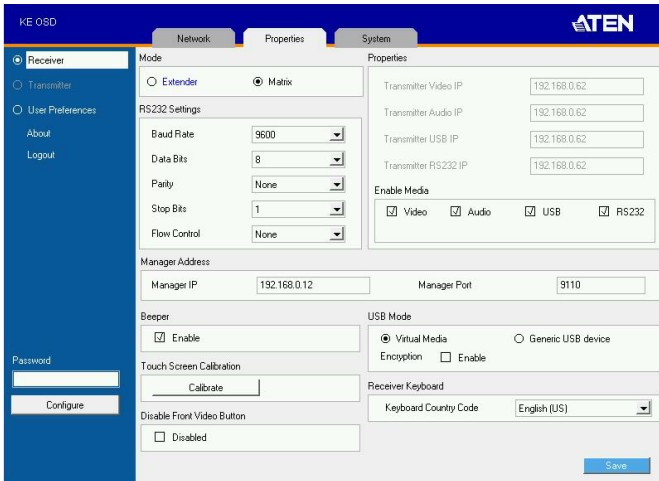 KE OSD
ATEN
Network Properties System
Receiver
Transmitter
User Preferences
About
Logout
Password
Configure
Mode
Extender Matrix
RS232 Settings
Baud Rate 9600
Data Bits 8
Parity None
Stop Bits 1
Flow Control None
Properties
Transmitter Video IP 192.168.0.62
Transmitter Audio IP 192.168.0.62
Transmitter USB IP 192.168.0.62
Transmitter RS232 IP 192.168.0.62
Enable Media
Video Audio USB RS232
Manager Address
Manager IP 192.168.0.12 Manager Port 9110
Beeper
Enable
Touch Screen Calibration
Calibrate
Disable Front Video Button
Disabled
USB Mode
Virtual Media Generic USB device
Encryption Enable
Receiver Keyboard
Keyboard Country Code English (US)
Save